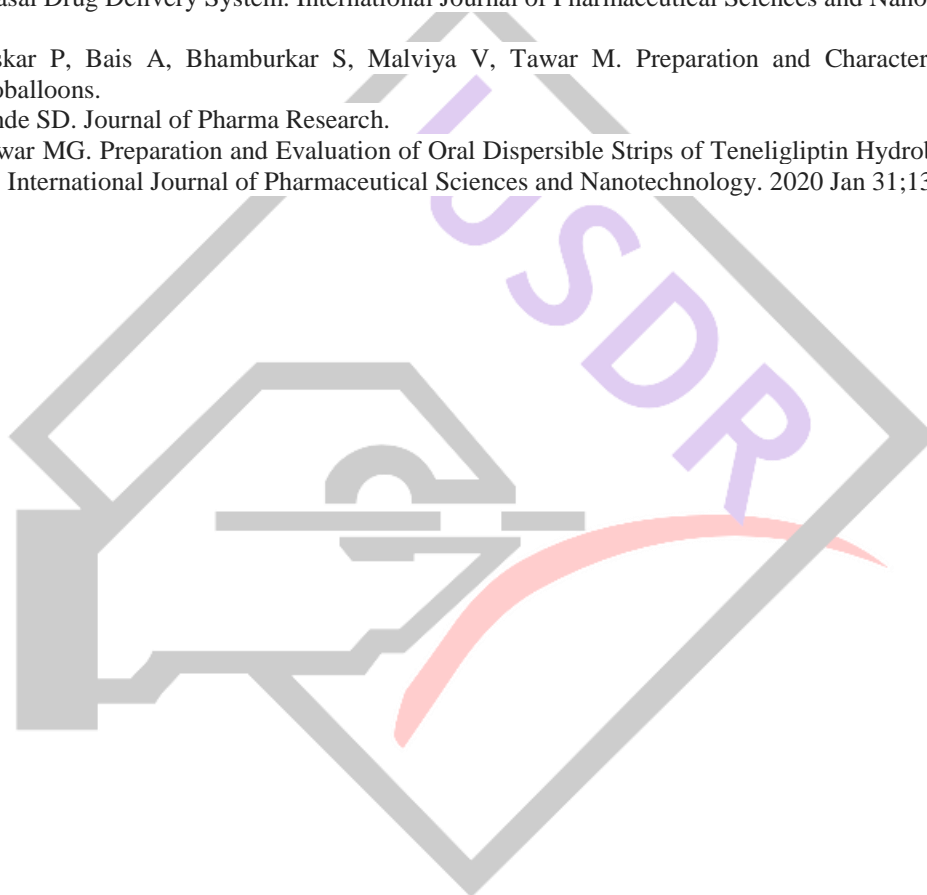 asal Drug Delivery System. International Journal of Pharmaceutical Sciences and Nano
skar P, Bais A, Bhamburkar S, Malviya V, Tawar M. Preparation and Character
oballoons.
nde SD. Journal of Pharma Research.
war MG. Preparation and Evaluation of Oral Dispersible Strips of Teneligliptin Hydrob
International Journal of Pharmaceutical Sciences and Nanotechnology. 2020 Jan 31;13
IJSDR